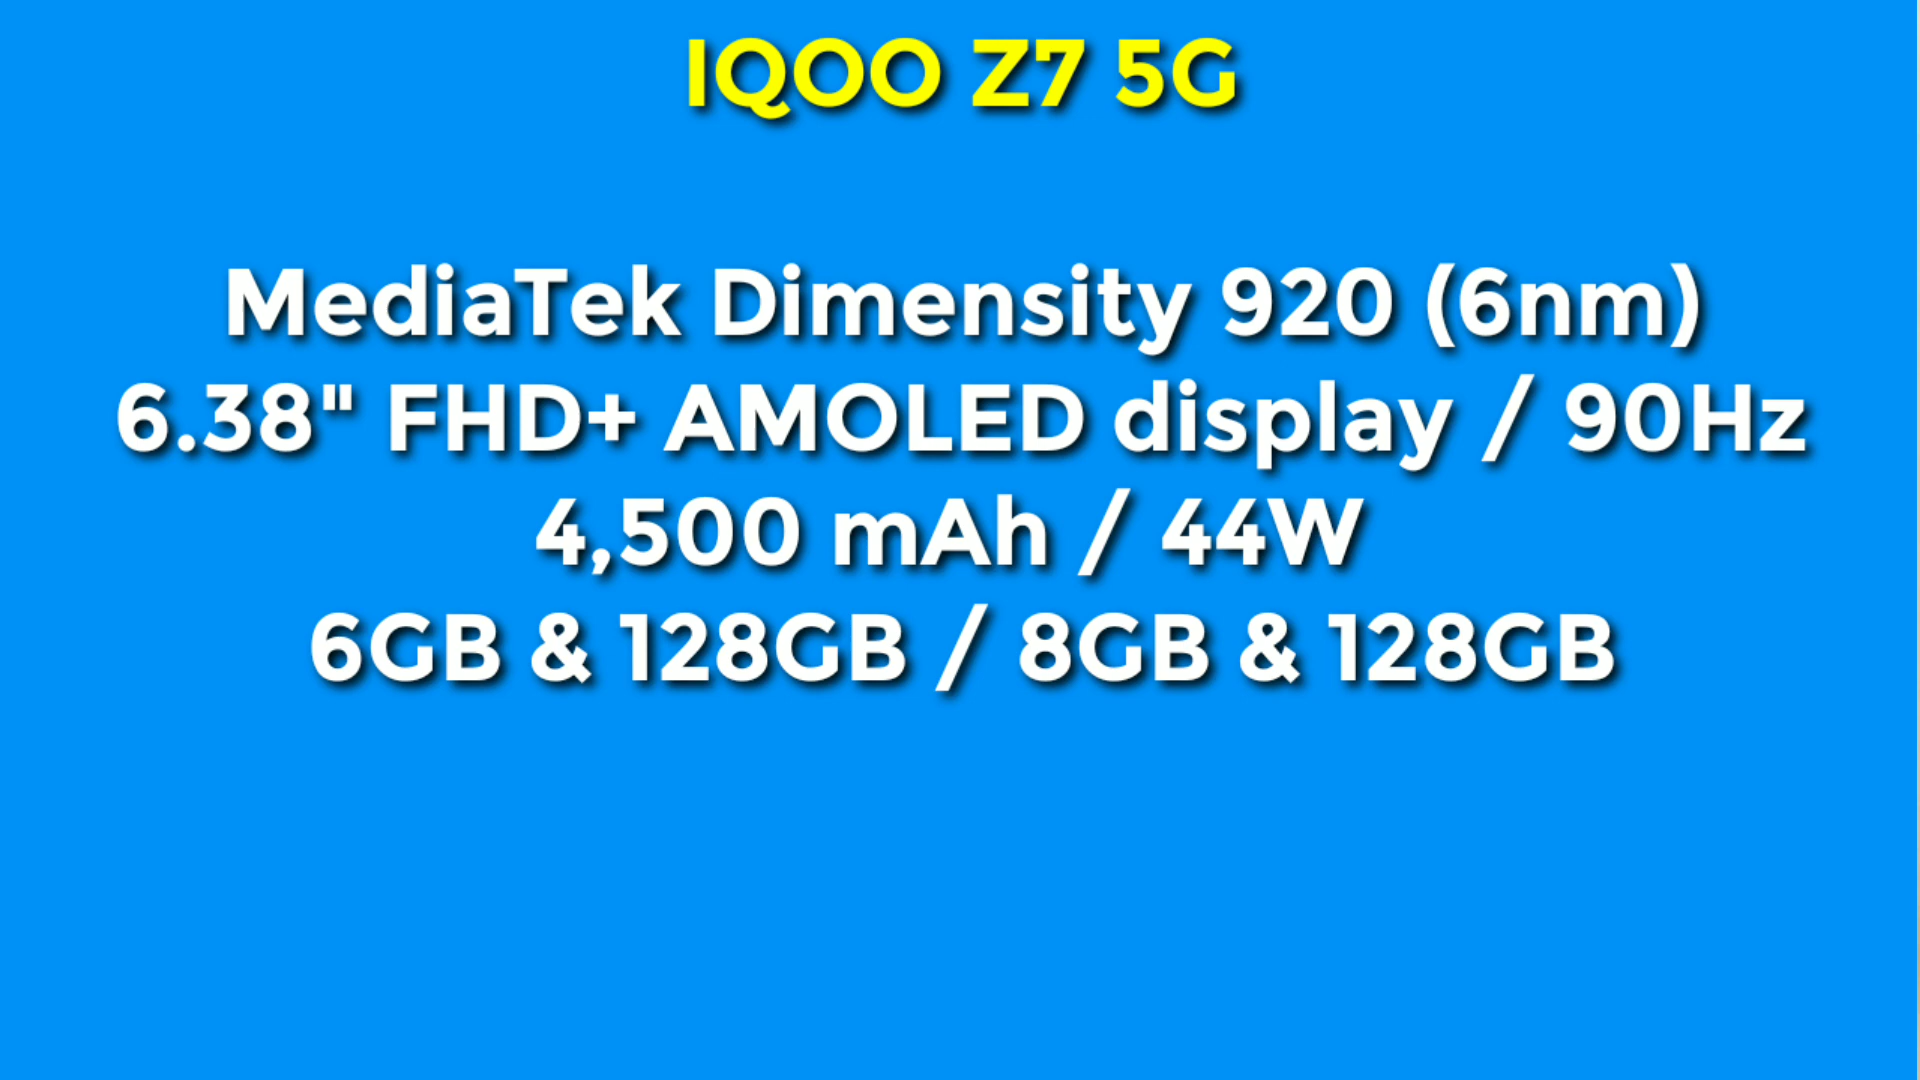 IQOO Z7 5G
MediaTek Dimensity 920 (6nm)
6.38" FHD+ AMOLED display / 90Hz
4,500 mAh / 44W
6GB & 128GB / 8GB & 128GB